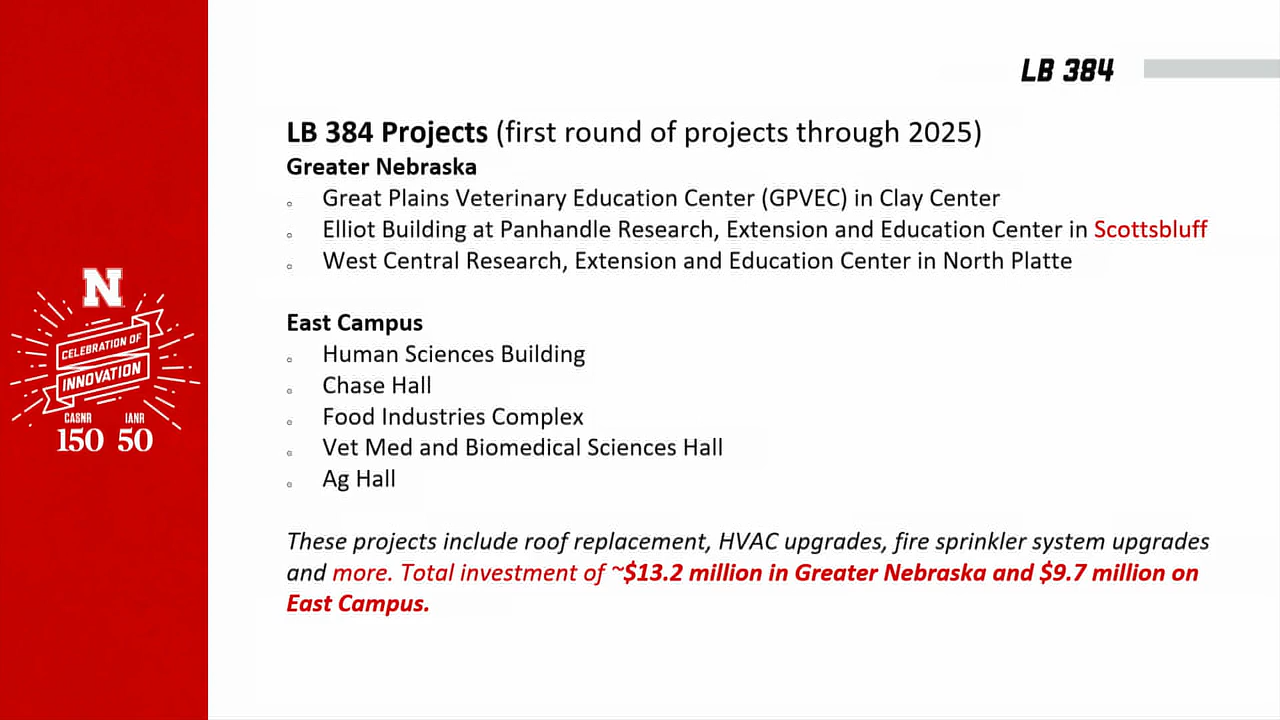 LB 384
LB 384 Projects (first round of projects through 2025)
Greater Nebraska
Great Plains Veterinary Education Center (GPVEC) in Clay Center
Elliot Building at Panhandle Research, Extension and Education Center in Scottsbluff
West Central Research, Extension and Education Center in North Platte
East Campus
Human Sciences Building
Chase Hall
Food Industries Complex
Vet Med and Biomedical Sciences Hall
Ag Hall
These projects include roof replacement, HVAC upgrades, fire sprinkler system upgrades
and more. Total investment of ~$13.2 million in Greater Nebraska and $9.7 million on
East Campus.
N
CELEBRATION OF
INNOVATION
CASNR IANR
150 50